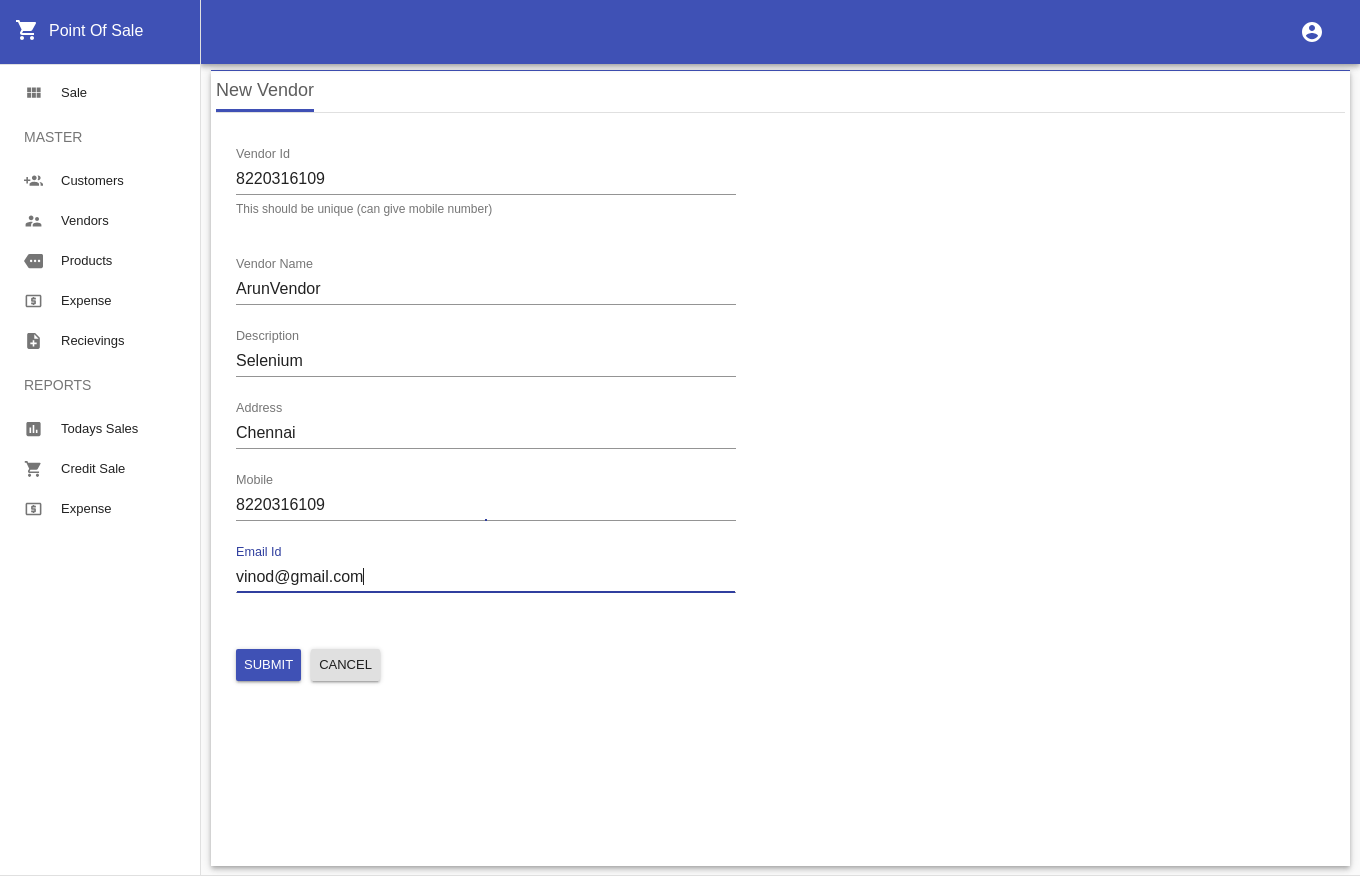 Point Of Sale
Sale
MASTER
Customers
Vendors
Products
Expense
Recievings
REPORTS
Todays Sales
Credit Sale
Expense
New Vendor
Vendor Id
8220316109
This should be unique (can give mobile number)
Vendor Name
ArunVendor
Description
Selenium
Address
Chennai
Mobile
8220316109
Email Id
vinod@gmail.com
SUBMIT CANCEL